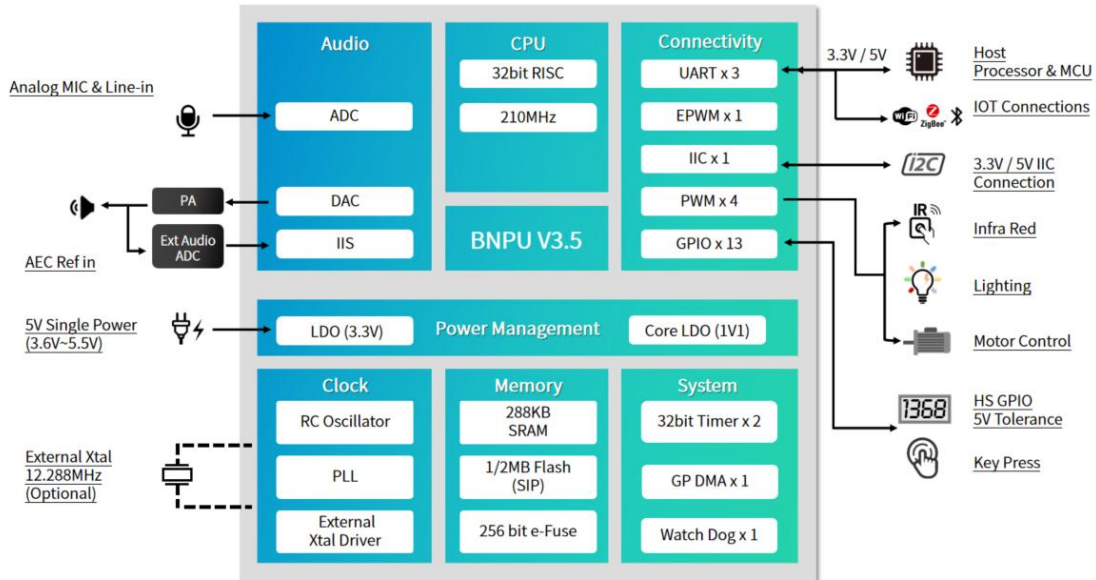 Audio
ADC
DAC
IIS
CPU
32bit RISC
210MHz
BNPU V3.5
Connectivity
UART x 3
EPWM x 1
IIC x 1
PWM x 4
GPIO x 13
Analog MIC & Line-in
PA
Ext Audio
ADC
AEC Ref in
5V Single Power
(3.6V~5.5V)
LDO (3.3V)
Power Management
Core LDO (1V1)
External Xtal
12.288MHz
(Optional)
Clock
RC Oscillator
PLL
External
Xtal Driver
Memory
288KB
SRAM
1/2MB Flash
(SIP)
256 bit e-Fuse
System
32bit Timer x 2
GP DMA x 1
Watch Dog x 1
3.3V / 5V
Host
Processor & MCU
WiFi
ZigBee
IOT Connections
I2C
3.3V / 5V IIC
Connection
IR
Infra Red
Lighting
Motor Control
1368
HS GPIO
5V Tolerance
Key Press